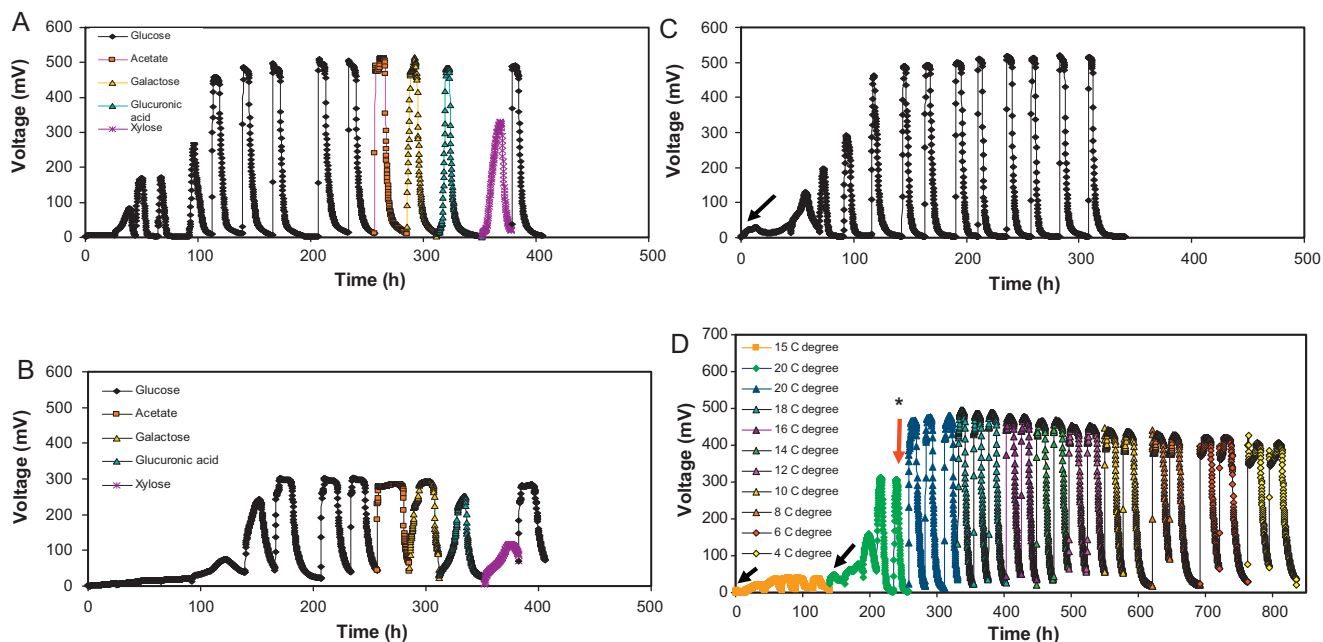 A
Voltage (mV)
600
500
400
300
200
100
0
Glucose
Acetate
Galactose
Glucuronic
acid
Xylose
0 100 200 300 400 500
Time (h)
C
Voltage (mV)
600
500
400
300
200
100
0
0 100 200 300 400 500
Time (h)
B
Voltage (mV)
600
500
400
300
200
100
0
Glucose
Acetate
Galactose
Glucuronic acid
Xylose
0 100 200 300 400 500
Time (h)
D
Voltage (mV)
700
600
500
400
300
200
100
0
15 C degree
20 C degree
20 C degree
18 C degree
16 C degree
14 C degree
12 C degree
10 C degree
8 C degree
6 C degree
4 C degree
*
0 100 200 300 400 500 600 700 800
Time (h)